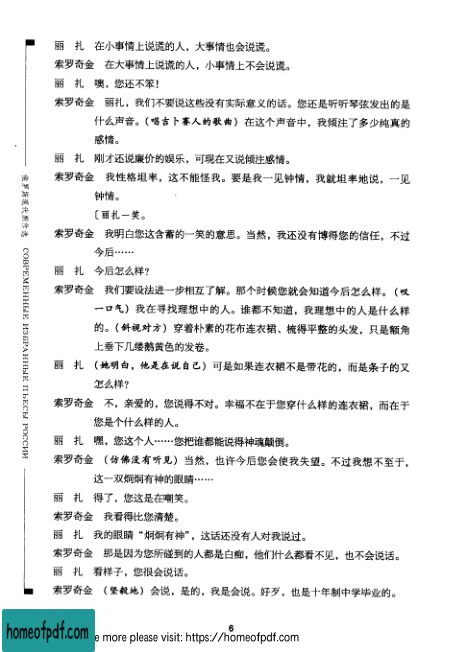 丽　扎　在小事情上说谎的人，大事情也会说谎。
索罗奇金　在大事情上说谎的人，小事情上不会说谎。
丽　扎　噢，您还不笨！
索罗奇金　丽扎，我们不要说这些没有实际意义的话。您还是听听琴弦发出的是
什么声音。（唱吉卜赛人的歌曲）在这个声音中，我倾注了多少纯真的
感情。
丽　扎　刚才还说廉价的娱乐，可现在又说倾注感情。
索罗奇金　我性格坦率，这不能怪我。要是我一见钟情，我就坦率地说，一见
钟情。
〔丽扎一笑。
索罗奇金　我明白您这含蓄的一笑的意思。当然，我还没有博得您的信任，不过
今后……
丽　扎　今后怎么样？
索罗奇金　我们要设法进一步相互了解。那个时候您就会知道今后怎么样。（叹
一口气）我在寻找理想中的人。谁都不知道，我理想中的人是什么样
的。（斜视对方）穿着朴素的花布连衣裙、梳得平整的头发，只是额角
上垂下几缕鹅黄色的发卷。
丽　扎　（她明白，他是在说自己）可是如果连衣裙不是带花的，而是条子的又
怎么样？
索罗奇金　不，亲爱的，您说得不对。幸福不在于您穿什么样的连衣裙，而在于
您是个什么样的人。
丽　扎　嘿，您这个人……您把谁都能说得神魂颠倒。
索罗奇金　（仿佛没有听见）当然，也许今后您会使我失望。不过我想不至于，
这一双炯炯有神的眼睛……
丽　扎　得了，您这是在嘲笑。
索罗奇金　我看得比您清楚。
丽　扎　我的眼睛“炯炯有神”，这话还没有人对我说过。
索罗奇金　那是因为您所碰到的人都是白痴，他们什么都看不见，也不会说话。
丽　扎　看样子，您很会说话。
索罗奇金　（坚毅地）会说，是的，我是会说。好歹，也是十年制中学毕业的。
俄罗斯现代剧作选　СОВРЕМЕННЫЕ ИЗБРАННЫЕ ПЬЕСЫ РОССИИ
6
homeofpdf.com
e more please visit: https://homeofpdf.com